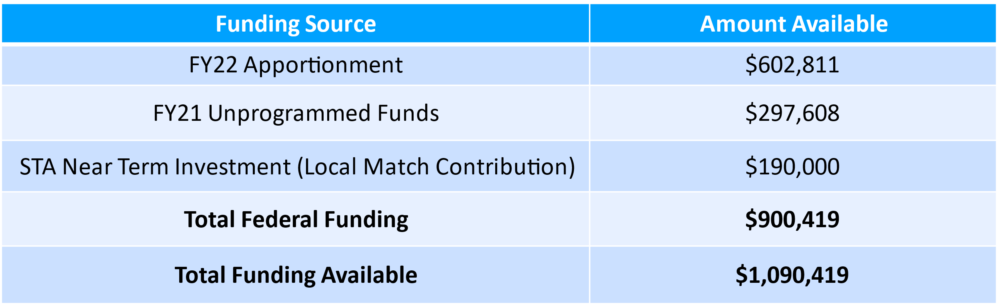 Funding Source Amount Available
FY22 Apportionment $602,811
FY21 Unprogrammed Funds $297,608
STA Near Term Investment (Local Match Contribution) $190,000
Total Federal Funding $900,419
Total Funding Available $1,090,419